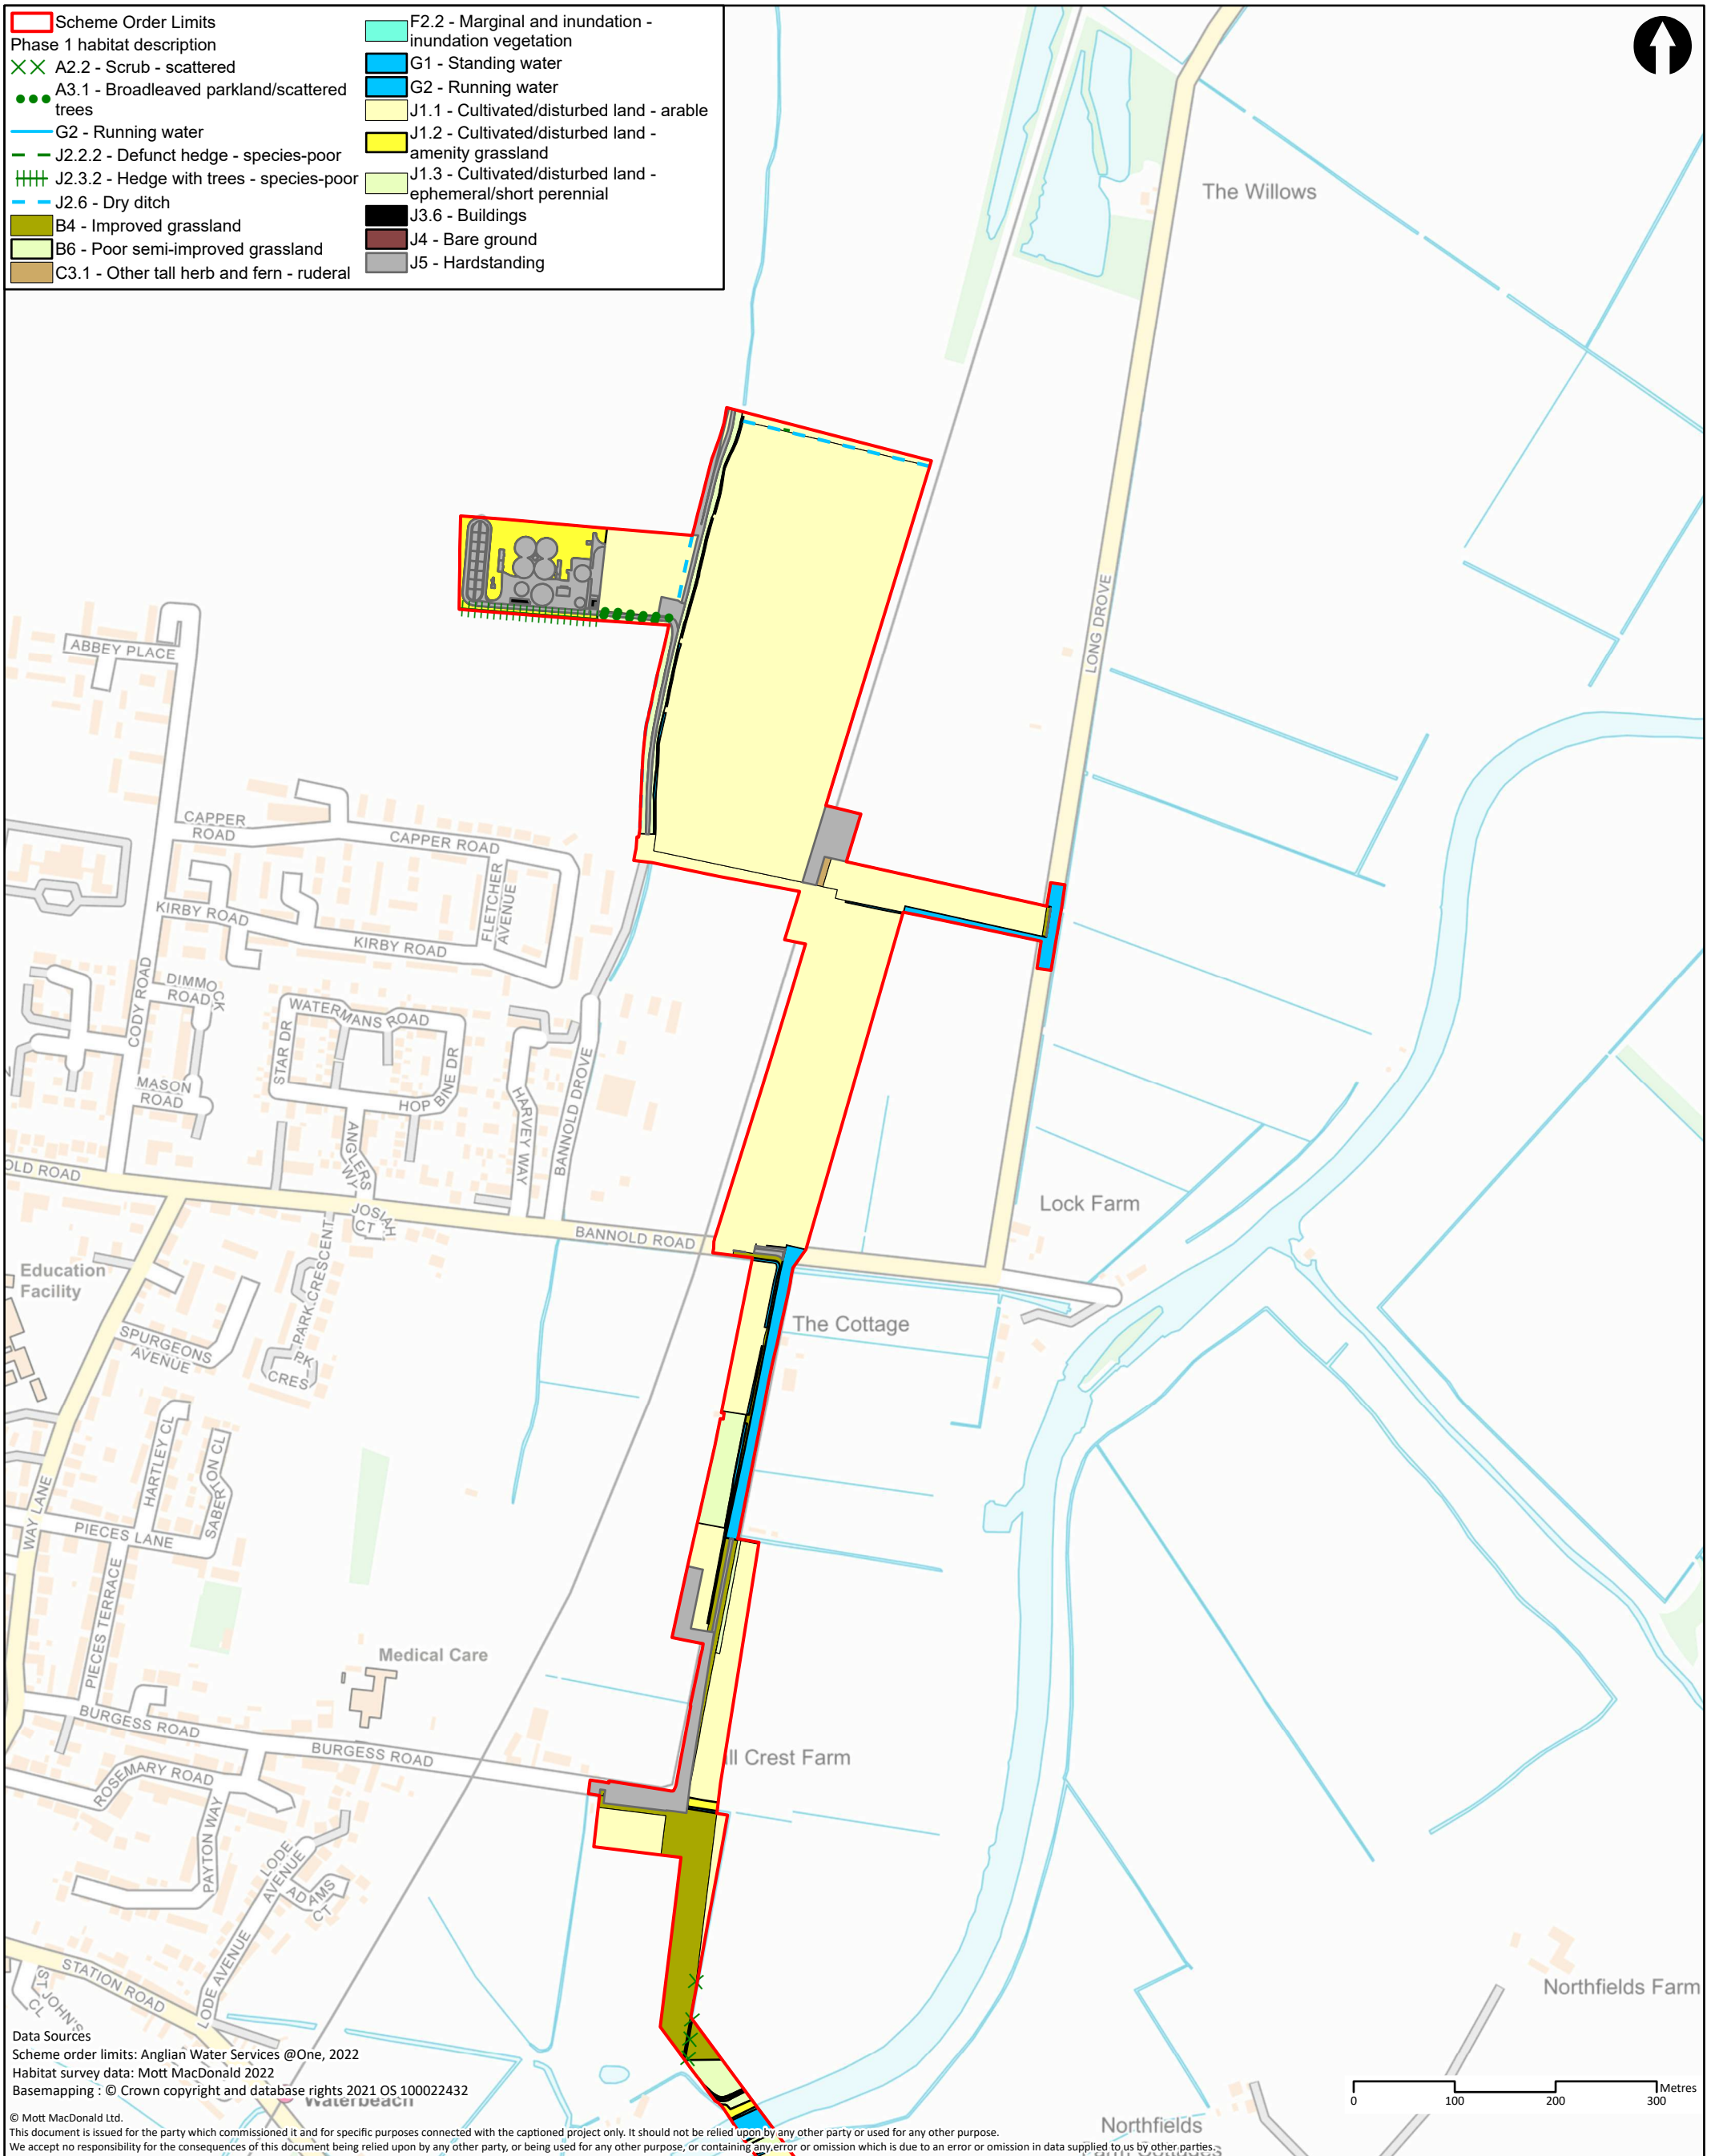 Scheme Order Limits
Phase 1 habitat description
A2.2 - Scrub - scattered
A3.1 - Broadleaved parkland/scattered
trees
G2 - Running water
J2.2.2 - Defunct hedge - species-poor
J2.3.2 - Hedge with trees - species-poor
J2.6 - Dry ditch
B4 - Improved grassland
B6 - Poor semi-improved grassland
C3.1 - Other tall herb and fern - ruderal
F2.2 - Marginal and inundation -
inundation vegetation
G1 - Standing water
G2 - Running water
J1.1 - Cultivated/disturbed land - arable
J1.2 - Cultivated/disturbed land -
amenity grassland
J1.3 - Cultivated/disturbed land -
ephemeral/short perennial
J3.6 - Buildings
J4 - Bare ground
J5 - Hardstanding
The Willows
LONG DROVE
ABBEY PLACE
CAPPER
ROAD
CAPPER ROAD
FLETCHER
AVENUE
KIRBY ROAD
KIRBY ROAD
CODY ROAD
DIMMOCK
ROAD
WATERMANS ROAD
STAR DR
HOP BINE DR
MASON
ROAD
HARVEY WAY
BANNOLD DROVE
ANGLERS
WY
OLD ROAD
JOSIAH
CT
BANNOLD ROAD
Lock Farm
Education
Facility
PARK CRESCENT
The Cottage
SPURGEONS
AVENUE
PK
CRES
HARTLEY CL
SABERTON CL
WAY LANE
PIECES LANE
PIECES TERRACE
Medical Care
BURGESS ROAD
BURGESS ROAD
ll Crest Farm
ROSEMARY ROAD
PAYTON WAY
LODE
AVENUE
ADAMS
CT
LODE AVENUE
STATION ROAD
ST JOHN'S
CL
Northfields Farm
Data Sources
Scheme order limits: Anglian Water Services @One, 2022
Habitat survey data: Mott MacDonald 2022
Basemapping : © Crown copyright and database rights 2021 OS 100022432
Waterbeach
0 100 200 300 Metres
Northfields
© Mott MacDonald Ltd.
This document is issued for the party which commissioned it and for specific purposes connected with the captioned project only. It should not be relied upon by any other party or used for any other purpose.
We accept no responsibility for the consequences of this document being relied upon by any other party, or being used for any other purpose, or containing any error or omission which is due to an error or omission in data supplied to us by other parties.